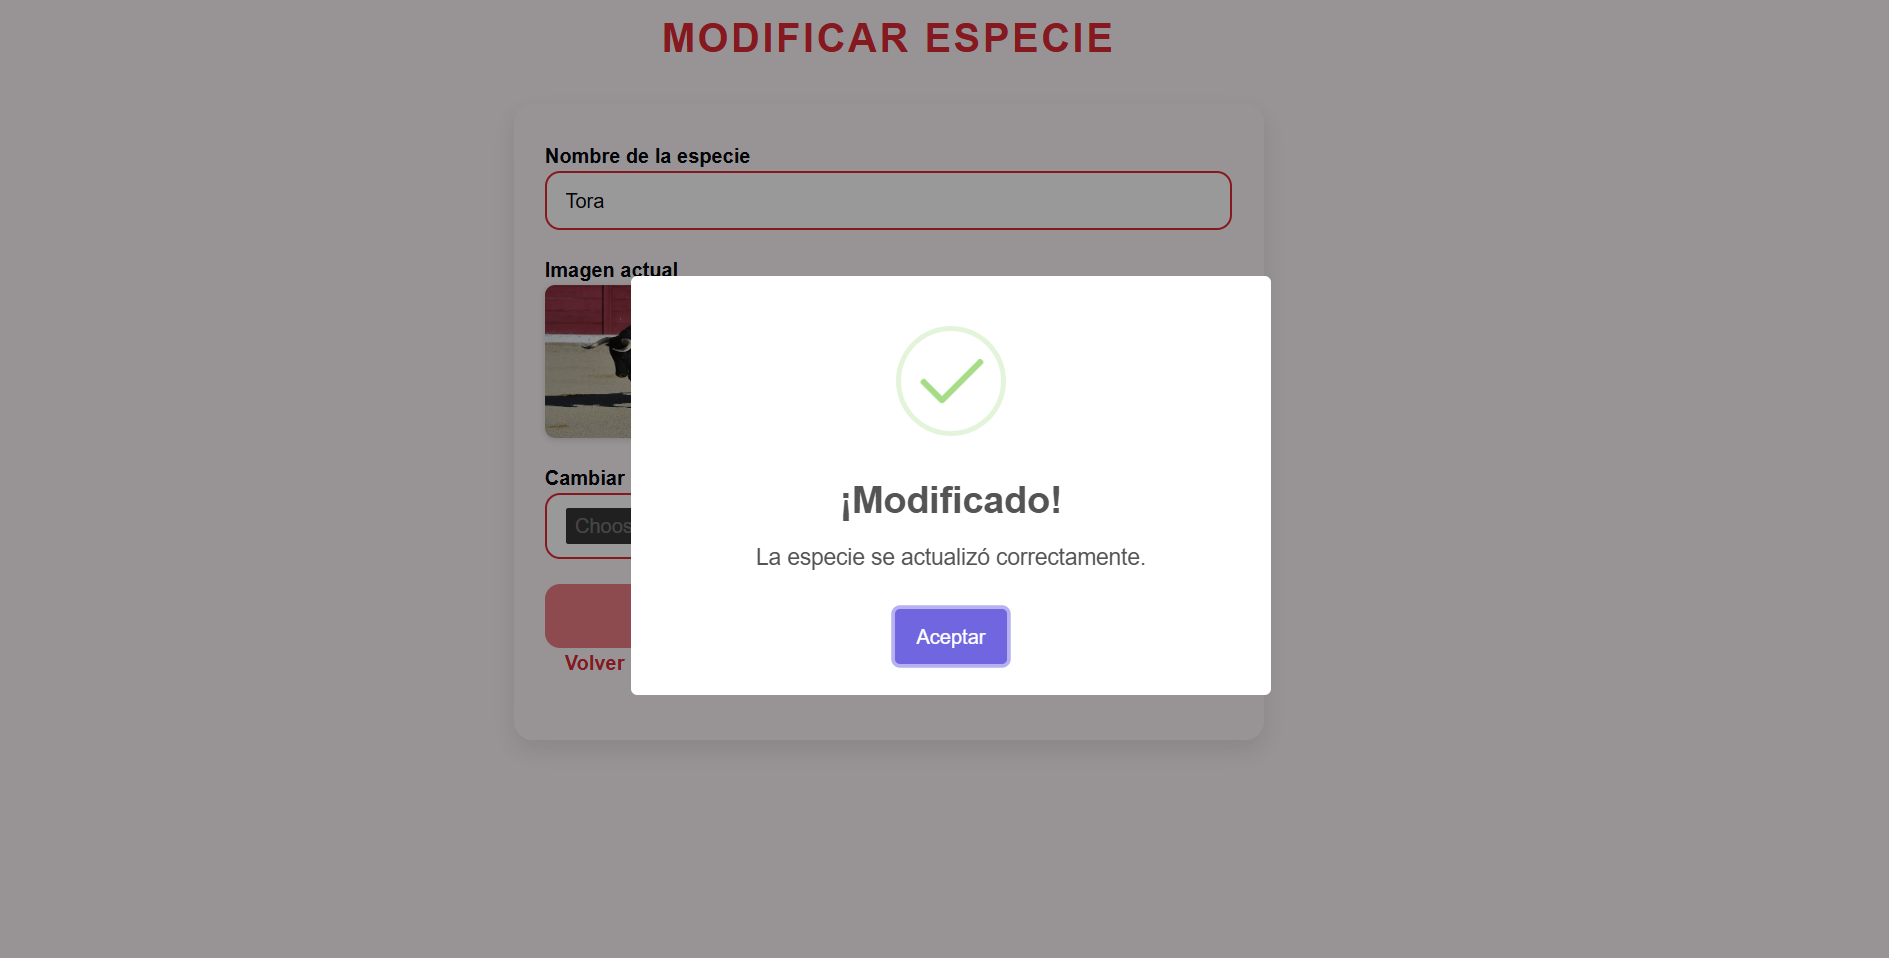 MODIFICAR ESPECIE
Nombre de la especie
Tora
Imagen actual
Cambiar
¡Modificado!
La especie se actualizó correctamente.
Aceptar
Volver